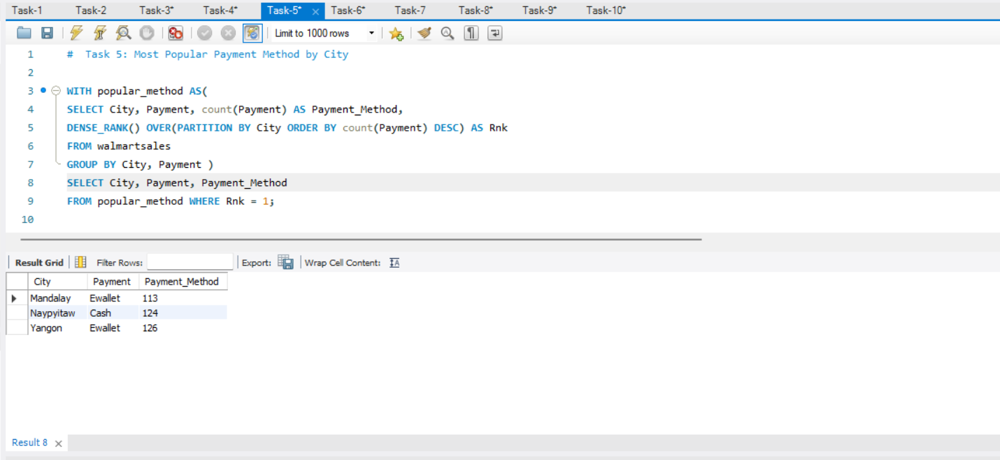 Task-1 Task-2 Task-3* Task-4* Task-5* Task-6* Task-7 Task-8* Task-9* Task-10*
Limit to 1000 rows
1 # Task 5: Most Popular Payment Method by City
2
3 WITH popular_method AS(
4 SELECT City, Payment, count(Payment) AS Payment_Method,
5 DENSE_RANK() OVER(PARTITION BY City ORDER BY count(Payment) DESC) AS Rnk
6 FROM walmartsales
7 GROUP BY City, Payment )
8 SELECT City, Payment, Payment_Method
9 FROM popular_method WHERE Rnk = 1;
10
Result Grid Filter Rows: Export: Wrap Cell Content:
City Payment Payment_Method
Mandalay Ewallet 113
Naypyitaw Cash 124
Yangon Ewallet 126
Result 8